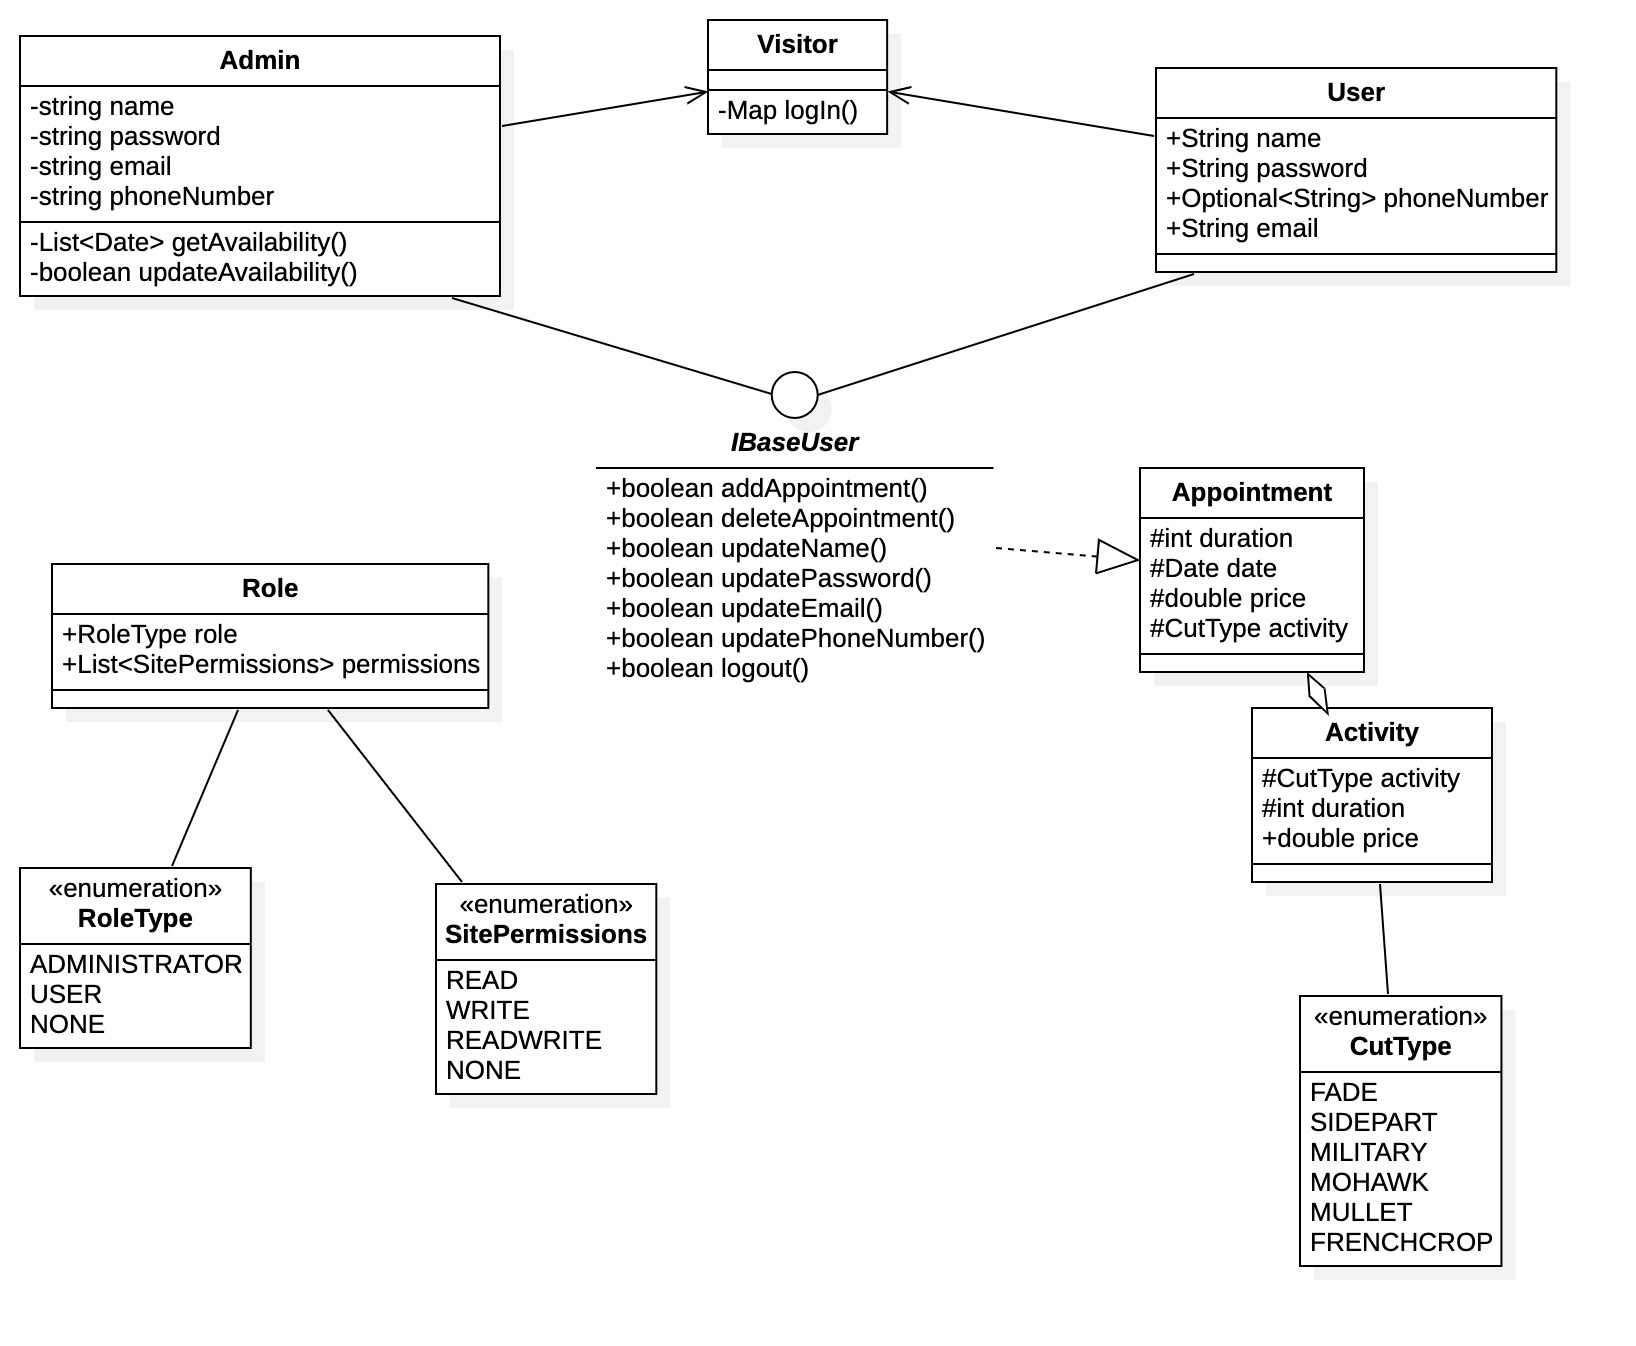 Admin
-string name
-string password
-string email
-string phoneNumber
-List<Date> getAvailability()
-boolean updateAvailability()
Visitor
-Map logIn()
User
+String name
+String password
+Optional<String> phoneNumber
+String email
IBaseUser
+boolean addAppointment()
+boolean deleteAppointment()
+boolean updateName()
+boolean updatePassword()
+boolean updateEmail()
+boolean updatePhoneNumber()
+boolean logout()
Appointment
#int duration
#Date date
#double price
#CutType activity
Role
+RoleType role
+List<SitePermissions> permissions
Activity
#CutType activity
#int duration
+double price
«enumeration»
RoleType
ADMINISTRATOR
USER
NONE
«enumeration»
SitePermissions
READ
WRITE
READWRITE
NONE
«enumeration»
CutType
FADE
SIDEPART
MILITARY
MOHAWK
MULLET
FRENCHCROP